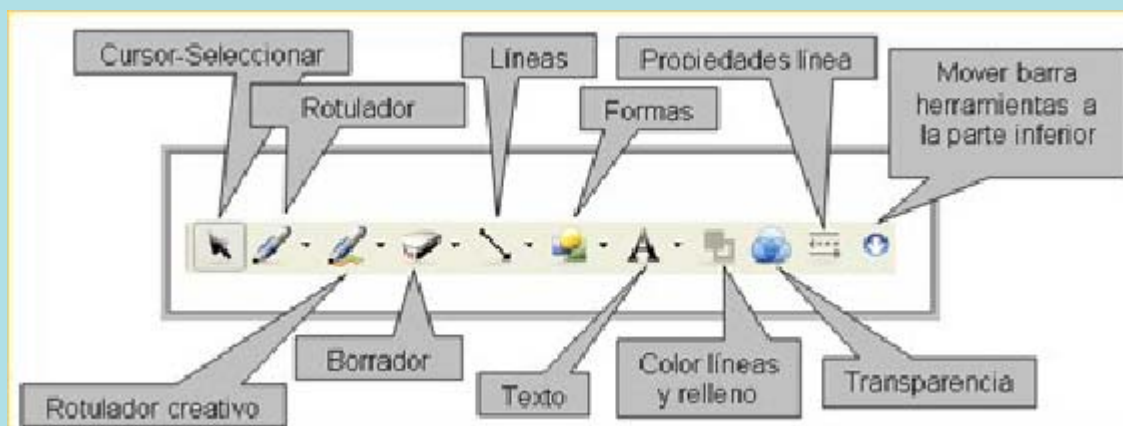 Cursor-Seleccionar
Rotulador
Líneas
Formas
Propiedades línea
Mover barra
herramientas a
la parte inferior
A
Rotulador creativo
Borrador
Texto
Color líneas
y relleno
Transparencia